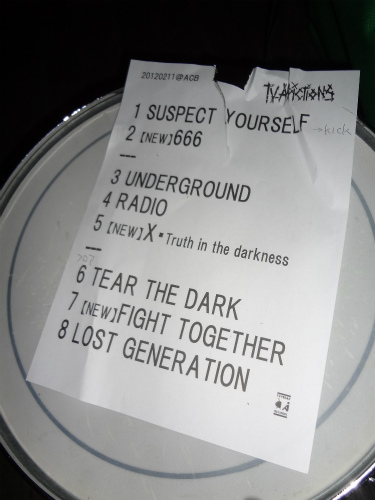 20120211@ACB
1 SUSPECT YOURSELF →kick
2 [NEW]666
3 UNDERGROUND
4 RADIO
5 [NEW]X・Truth in the darkness
6 TEAR THE DARK
7 [NEW]FIGHT TOGETHER
8 LOST GENERATION